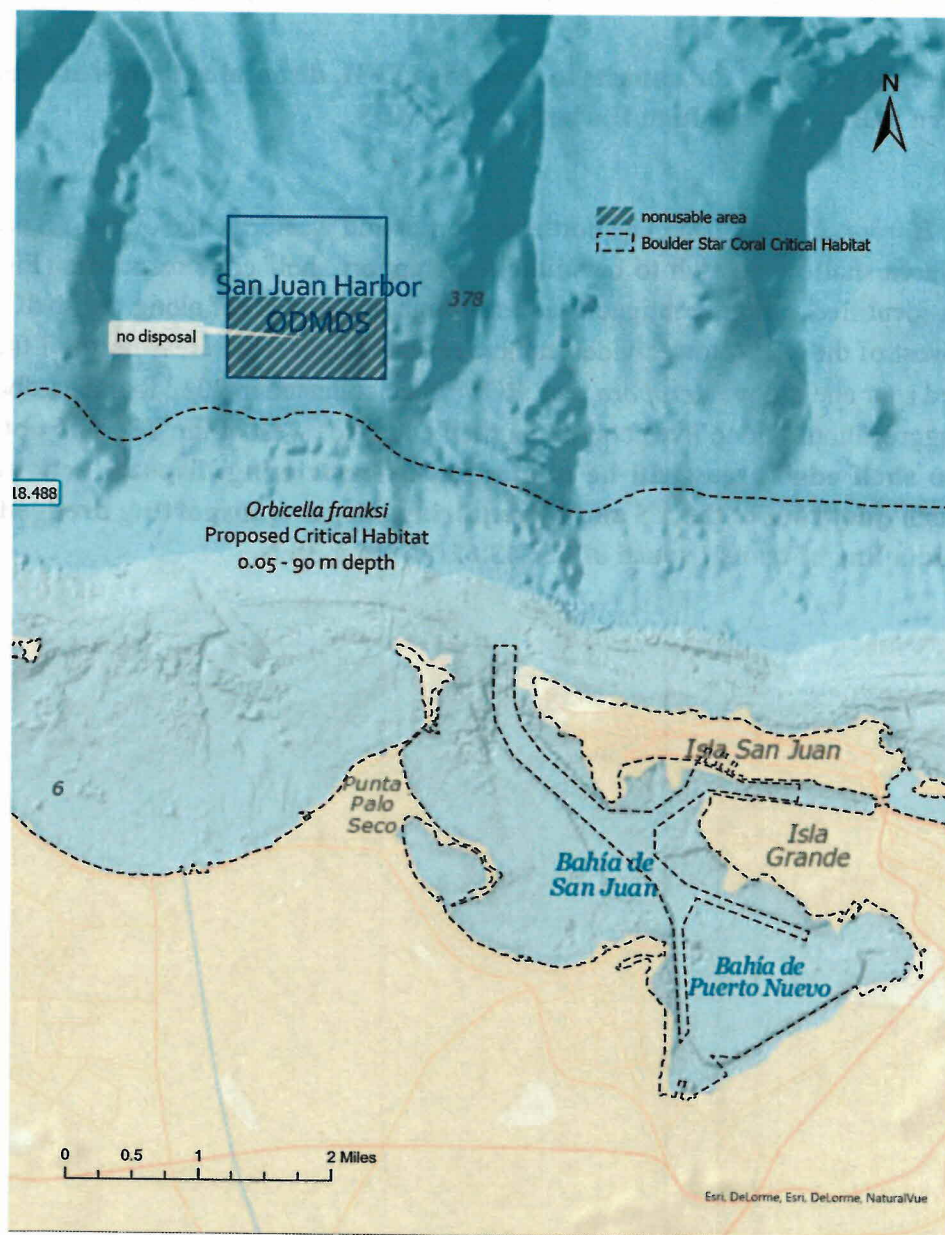 N
nonusable area
Boulder Star Coral Critical Habitat
San Juan Harbor
ODMDS
378
no disposal
18.488
Orbicella franksi
Proposed Critical Habitat
0.05 - 90 m depth
Isla San Juan
6
Punta
Palo
Seco
Isla
Grande
Bahía de
San Juan
Bahía de
Puerto Nuevo
0 0.5 1 2 Miles
Esri, DeLorme, Esri, DeLorme, NaturalVue